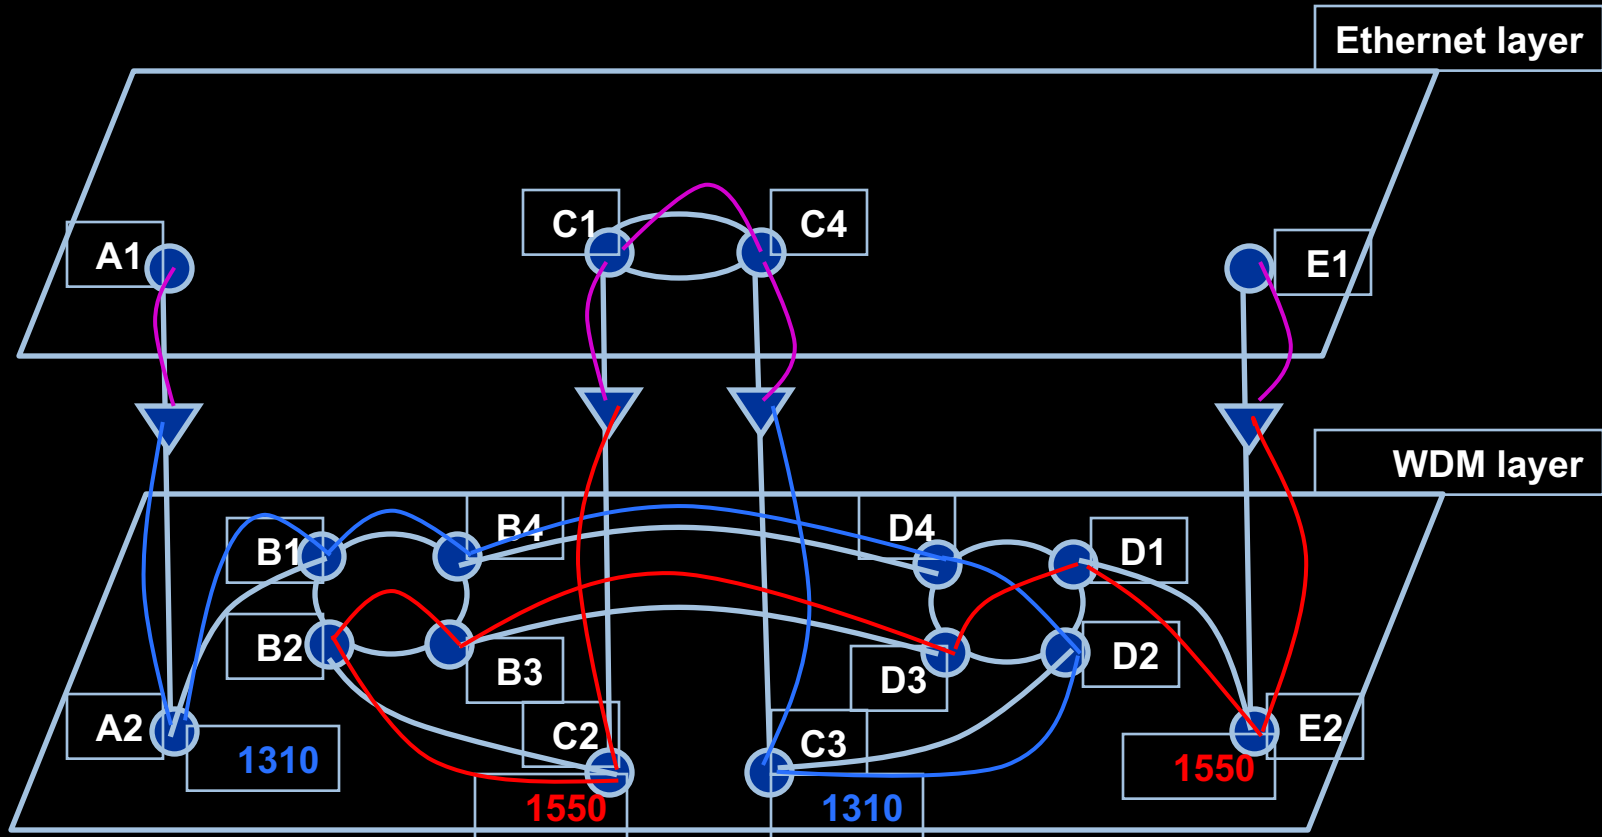 Ethernet layer
C1
C4
A1
E1
WDM layer
B4
D4
B1
D1
B2
B3
D3
D2
A2
C2
C3
E2
1310
1550
1550
1310